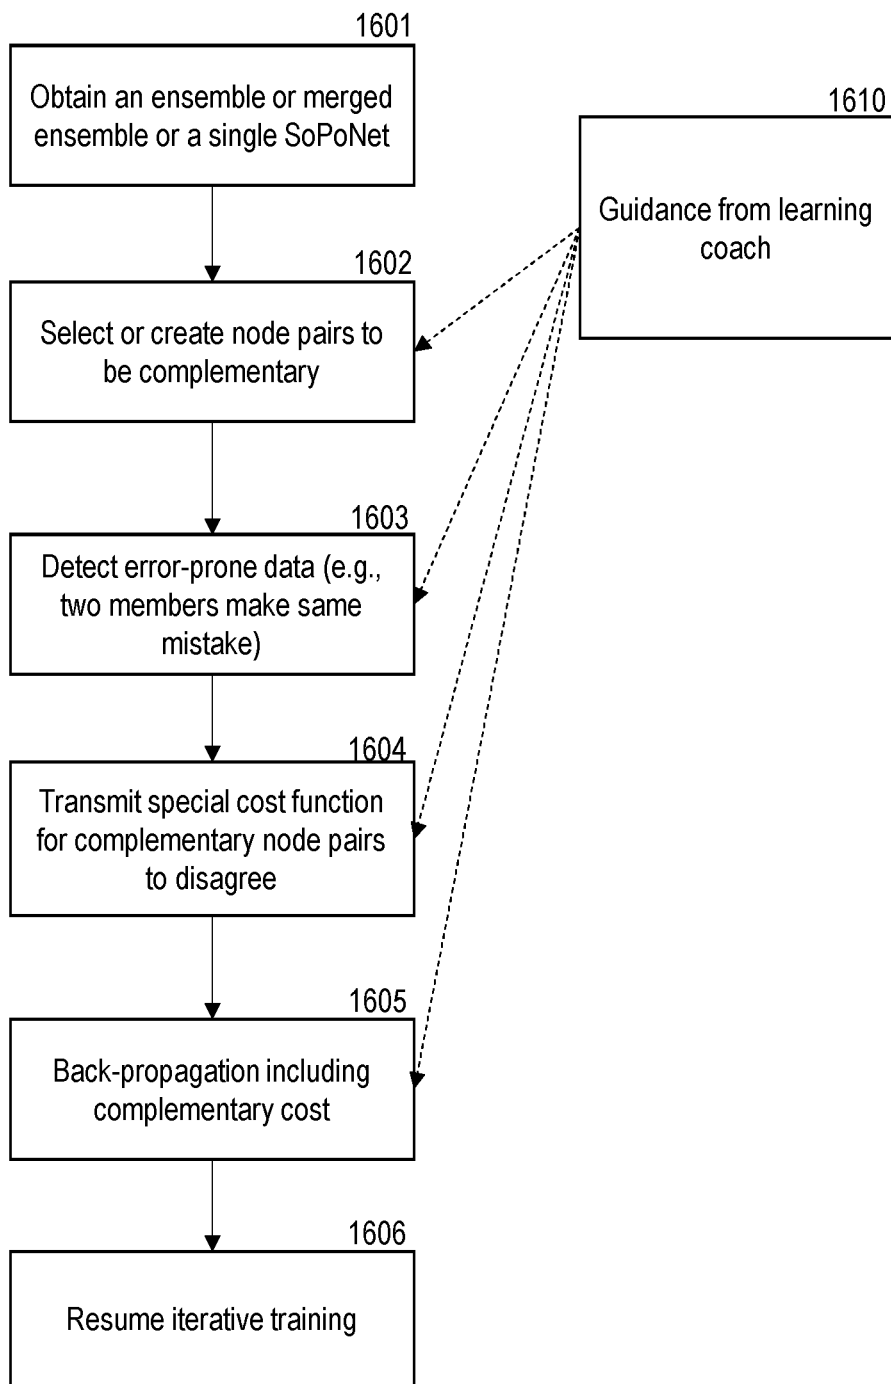 1601
Obtain an ensemble or merged
ensemble or a single SoPoNet
1610
Guidance from learning
coach
1602
Select or create node pairs to
be complementary
1603
Detect error-prone data (e.g.,
two members make same
mistake)
1604
Transmit special cost function
for complementary node pairs
to disagree
1605
Back-propagation including
complementary cost
1606
Resume iterative training